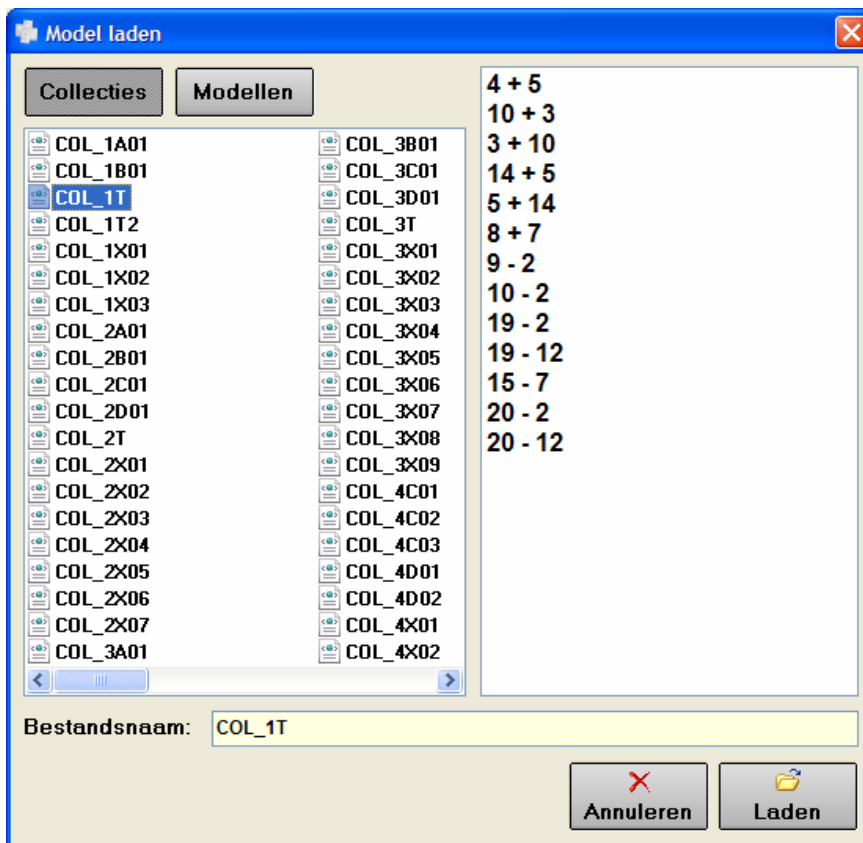 Model laden
Collecties
Modellen
COL_1A01
COL_1B01
COL_1T
COL_1T2
COL_1X01
COL_1X02
COL_1X03
COL_2A01
COL_2B01
COL_2C01
COL_2D01
COL_2T
COL_2X01
COL_2X02
COL_2X03
COL_2X04
COL_2X05
COL_2X06
COL_2X07
COL_3A01
COL_3B01
COL_3C01
COL_3D01
COL_3T
COL_3X01
COL_3X02
COL_3X03
COL_3X04
COL_3X05
COL_3X06
COL_3X07
COL_3X08
COL_3X09
COL_4C01
COL_4C02
COL_4C03
COL_4D01
COL_4D02
COL_4X01
COL_4X02
4 + 5
10 + 3
3 + 10
14 + 5
5 + 14
8 + 7
9 - 2
10 - 2
19 - 2
19 - 12
15 - 7
20 - 2
20 - 12
Bestandsnaam: COL_1T
Annuleren
Laden